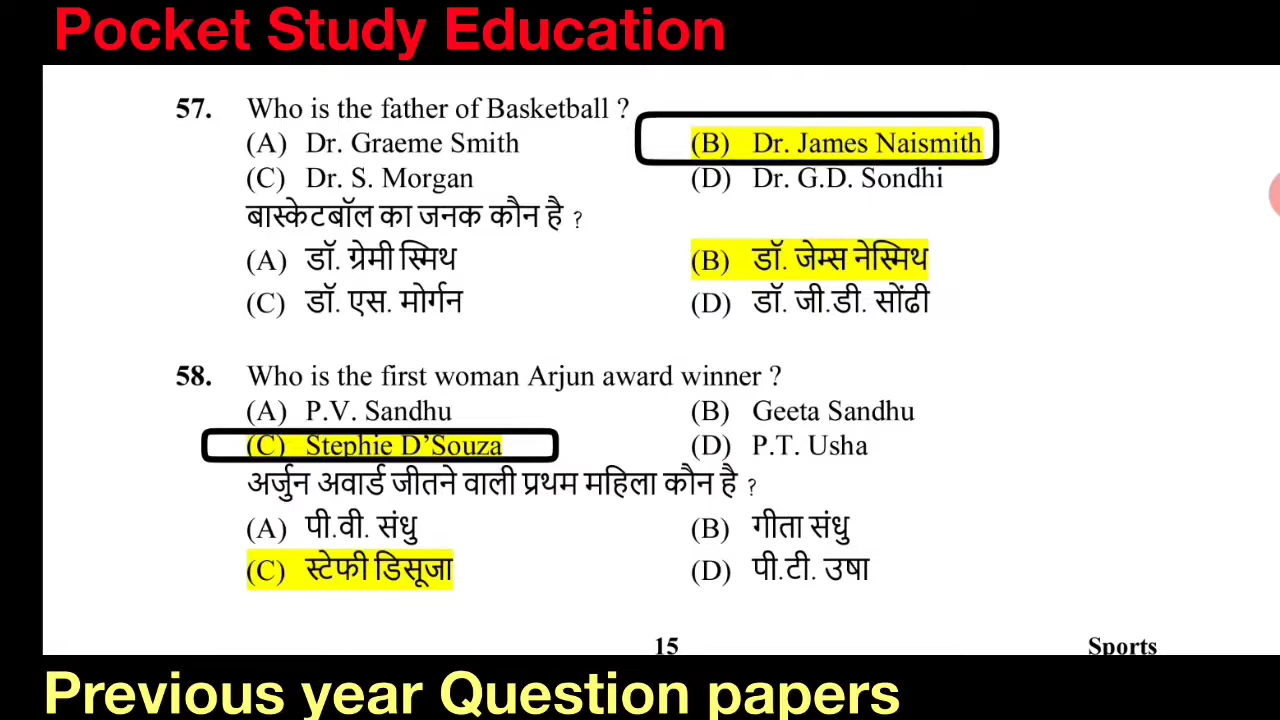 Pocket Study Education
57. Who is the father of Basketball ?
(A) Dr. Graeme Smith (B) Dr. James Naismith
(C) Dr. S. Morgan (D) Dr. G.D. Sondhi
बास्केटबॉल का जनक कौन है ?
(A) डॉ. ग्रेमी स्मिथ (B) डॉ. जेम्स नेस्मिथ
(C) डॉ. एस. मोर्गन (D) डॉ. जी.डी. सोंढी
58. Who is the first woman Arjun award winner ?
(A) P.V. Sandhu (B) Geeta Sandhu
(C) Stephie D’Souza (D) P.T. Usha
अर्जुन अवार्ड जीतने वाली प्रथम महिला कौन है ?
(A) पी.वी. संधु (B) गीता संधु
(C) स्टेफी डिसूजा (D) पी.टी. उषा
15 Sports
Previous year Question papers